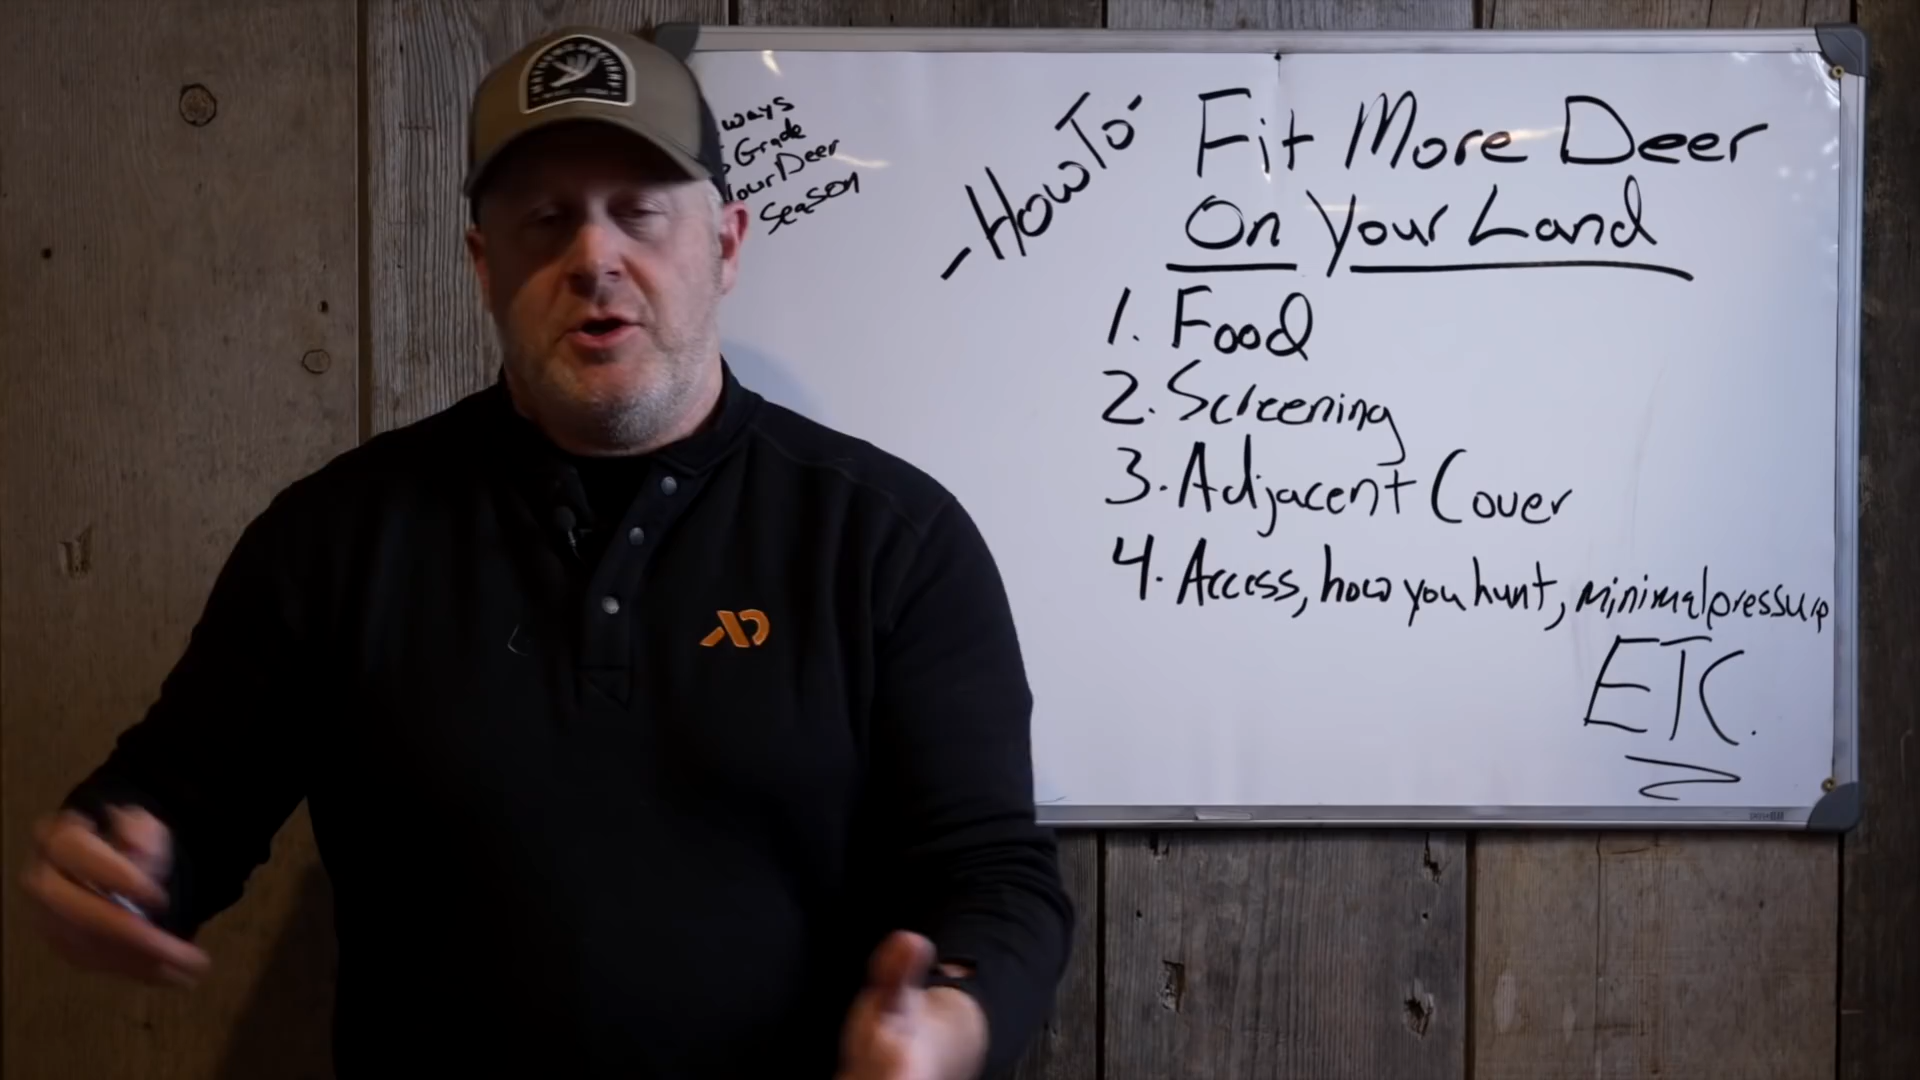 ways
Grade
Your Deer
Season
- How To
Fit More Deer
On Your Land
1. Food
2. Screening
3. Adjacent Cover
4. Access, how you hunt, minimal pressure
ETC.